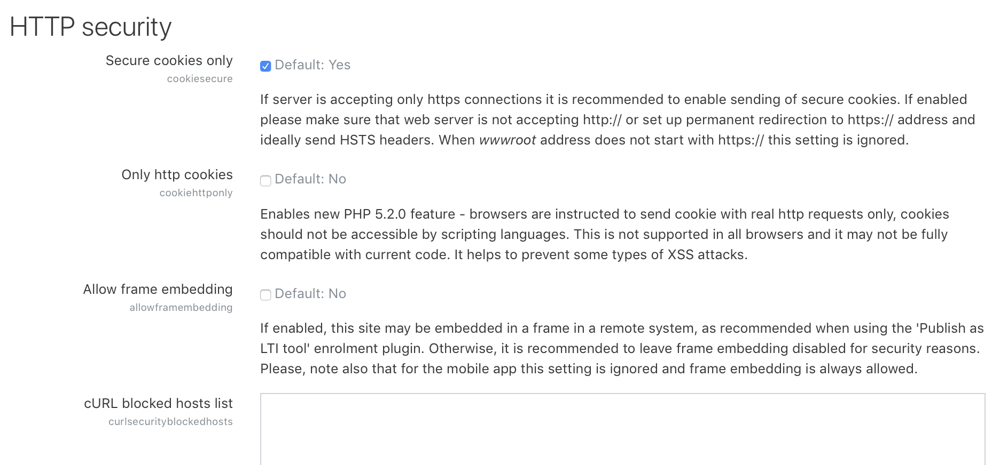 HTTP security
Secure cookies only
cookiesecure
Default: Yes
If server is accepting only https connections it is recommended to enable sending of secure cookies. If enabled
please make sure that web server is not accepting http:// or set up permanent redirection to https:// address and
ideally send HSTS headers. When wwwroot address does not start with https:// this setting is ignored.
Only http cookies
cookiehttponly
Default: No
Enables new PHP 5.2.0 feature - browsers are instructed to send cookie with real http requests only, cookies
should not be accessible by scripting languages. This is not supported in all browsers and it may not be fully
compatible with current code. It helps to prevent some types of XSS attacks.
Allow frame embedding
allowframembedding
Default: No
If enabled, this site may be embedded in a frame in a remote system, as recommended when using the 'Publish as
LTI tool' enrolment plugin. Otherwise, it is recommended to leave frame embedding disabled for security reasons.
Please, note also that for the mobile app this setting is ignored and frame embedding is always allowed.
cURL blocked hosts list
curlsecurityblockedhosts